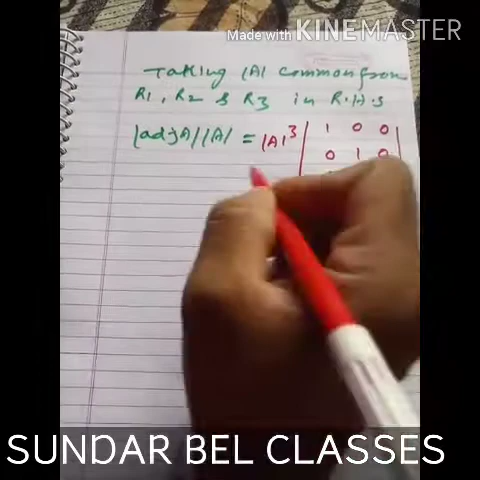 Made with KINEMASTER
Taking |A| common from
R1, R2 & R3 in R.H.S
|adjA||A| = |A|³ | 1 0 0 |
0 1 0
SUNDAR BEL CLASSES